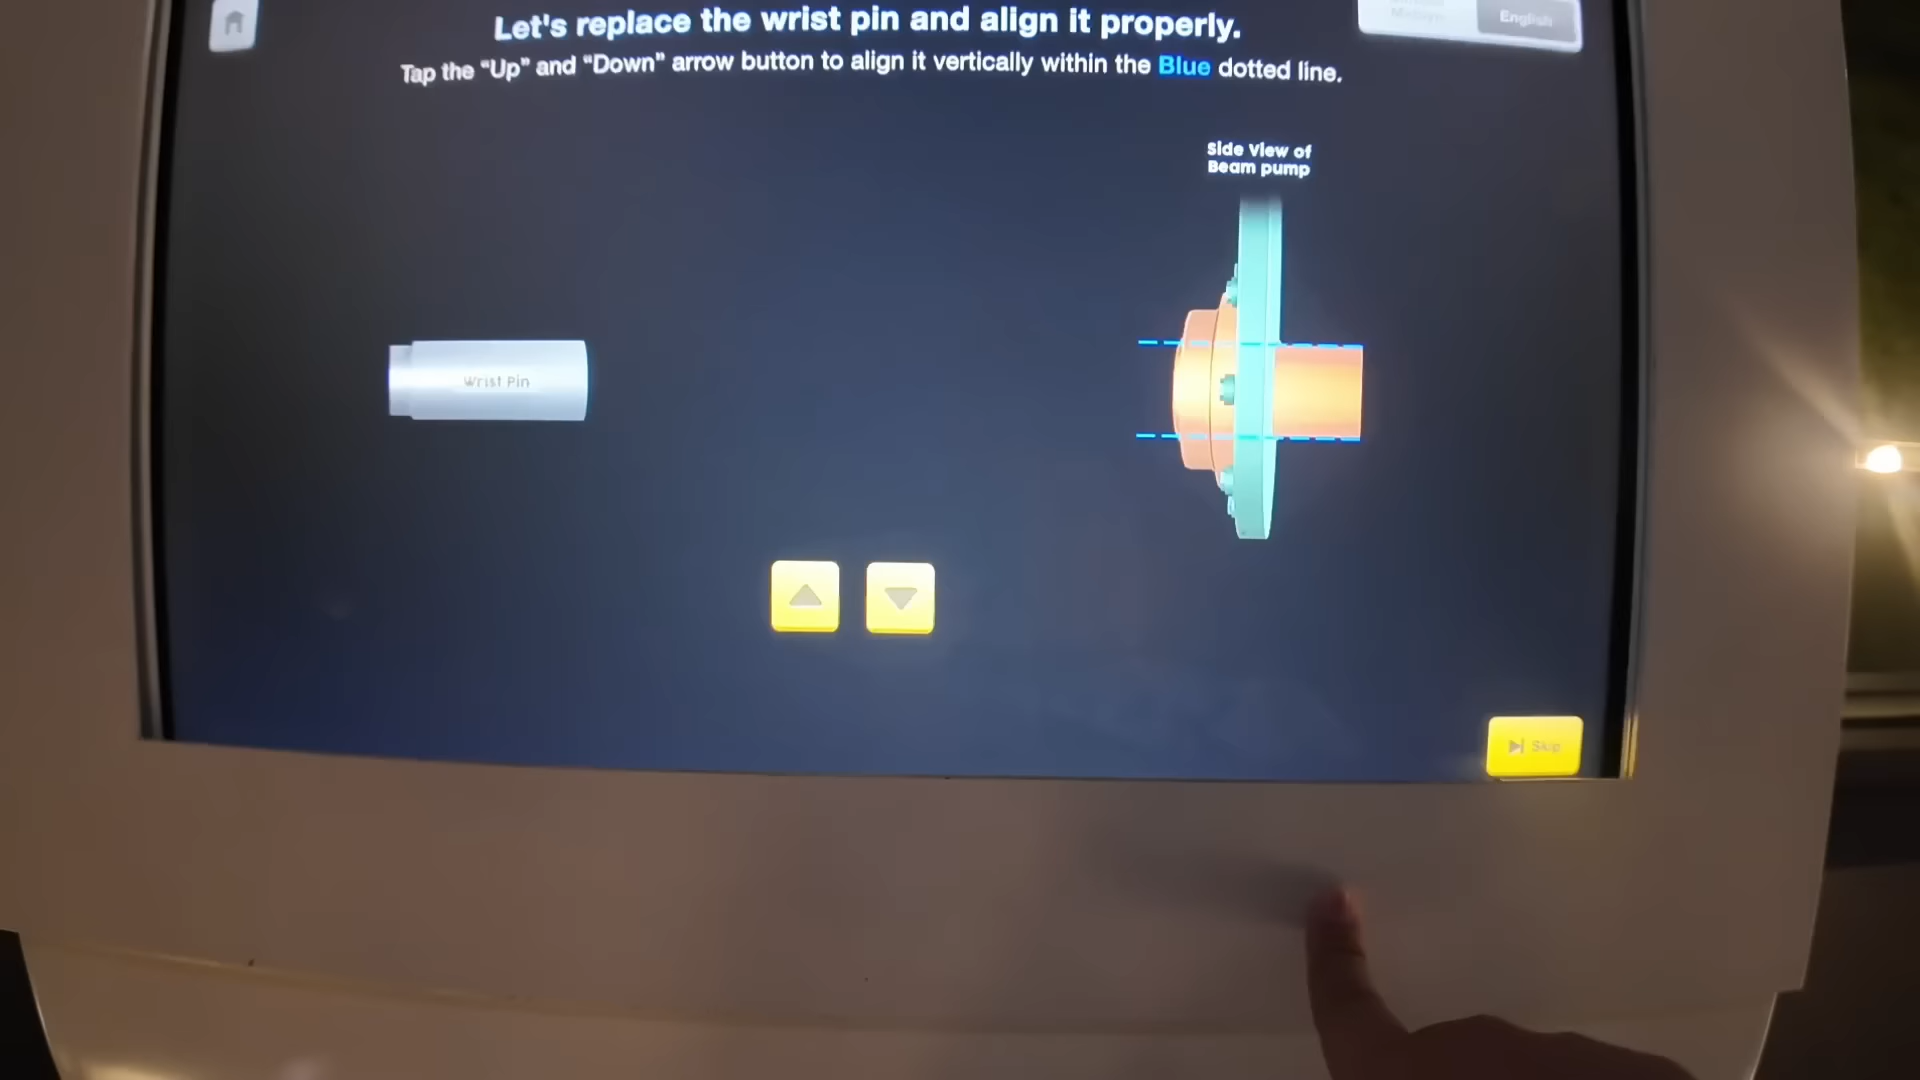 Let's replace the wrist pin and align it properly.
English
Tap the “Up” and “Down” arrow button to align it vertically within the Blue dotted line.
Side View of
Beam pump
Wrist Pin
Skip